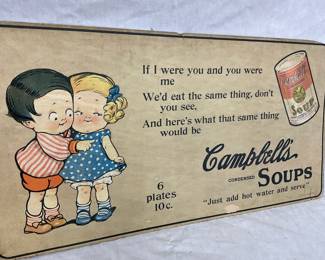 If I were you and you were
me
We'd eat the same thing, don't
you see,
And here's what that same thing
would be
Campbell's
SOUP
Campbell's
CONDENSED SOUPS
6
plates
10c.
"Just add hot water and serve"